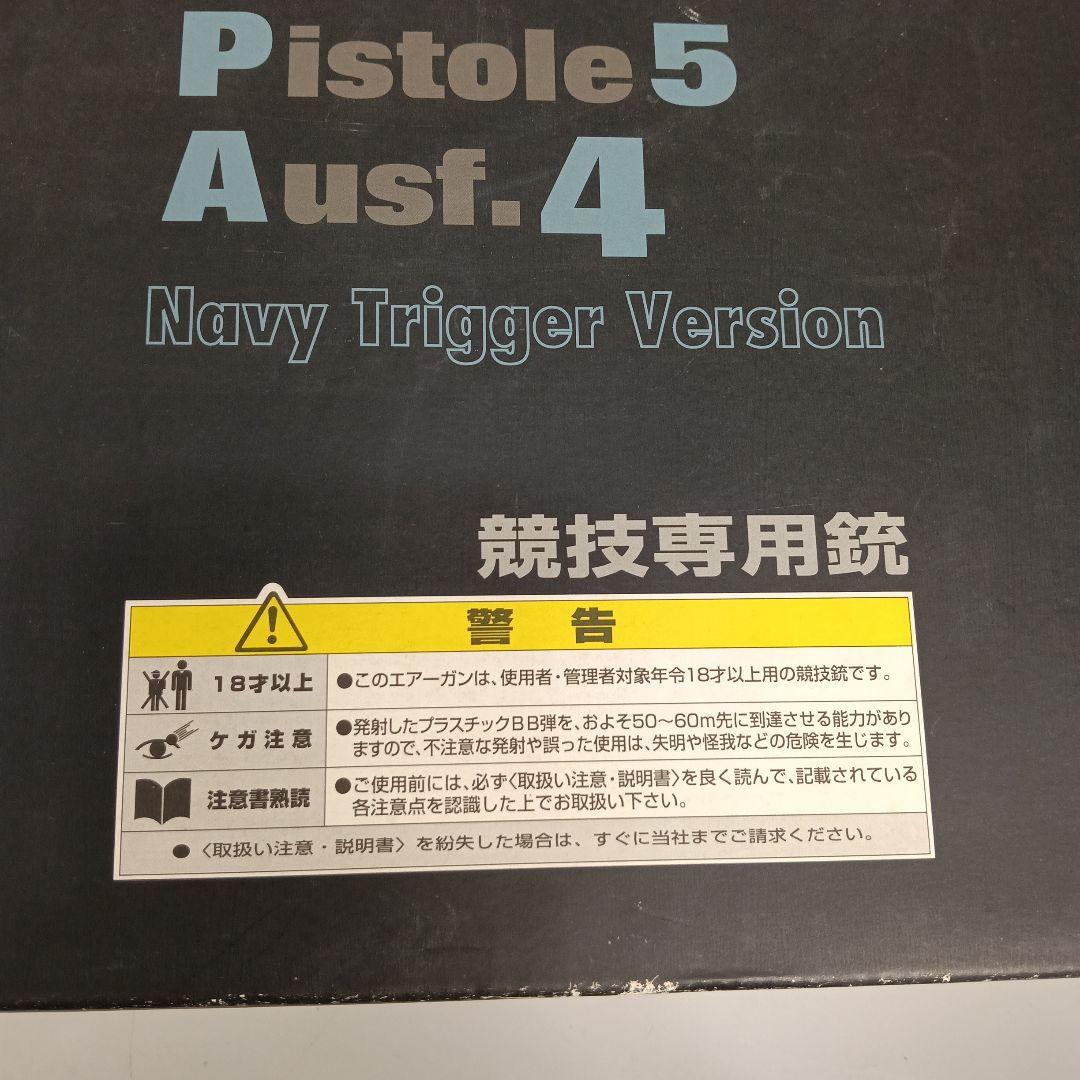 Pistole5
Ausf.4
Navy Trigger Version
競技専用銃
警告
18才以上
●このエアーガンは、使用者・管理者対象年令18才以上用の競技銃です。
ケガ注意
●発射したプラスチックBB弾を、およそ50〜60m先に到達させる能力があり
ますので、不注意な発射や誤った使用は、失明や怪我などの危険を生じます。
注意書熟読
●ご使用前には、必ず〈取扱い注意・説明書〉を良く読んで、記載されている
各注意点を認識した上でお取扱い下さい。
●〈取扱い注意・説明書〉を紛失した場合は、すぐに当社までご請求ください。